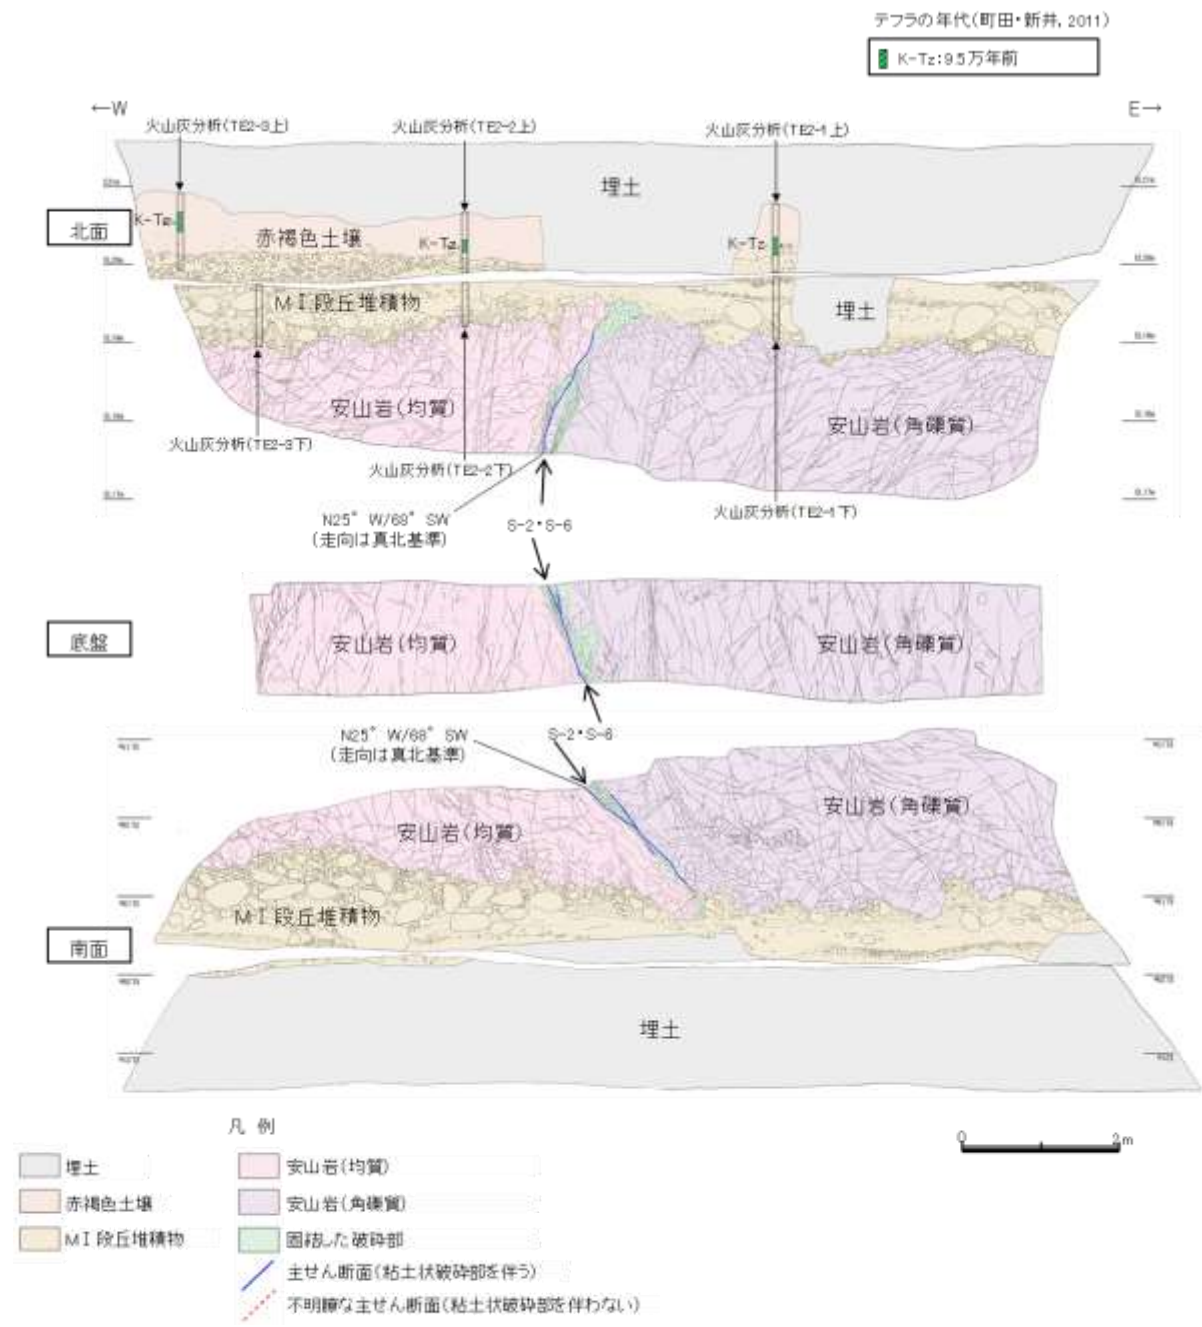 テフラの年代(町田・新井, 2011)
K-Tz:9.5万年前
←W
E→
火山灰分析(TE2-3上)
火山灰分析(TE2-2上)
火山灰分析(TE2-1上)
埋土
北面
K-Tz
赤褐色土壌
K-Tz
K-Tz
MⅠ段丘堆積物
埋土
安山岩(均質)
安山岩(角礫質)
火山灰分析(TE2-3下)
火山灰分析(TE2-2下)
火山灰分析(TE2-1下)
N25°W/68°SW
(走向は真北基準)
S-2・S-6
底盤
安山岩(均質)
安山岩(角礫質)
N25°W/68°SW
(走向は真北基準)
S-2・S-6
安山岩(均質)
安山岩(角礫質)
MⅠ段丘堆積物
南面
埋土
凡 例
0
2m
埋土
安山岩(均質)
赤褐色土壌
安山岩(角礫質)
MⅠ段丘堆積物
固結した破砕部
主せん断面(粘土状破砕部を伴う)
不明瞭な主せん断面(粘土状破砕部を伴わない)